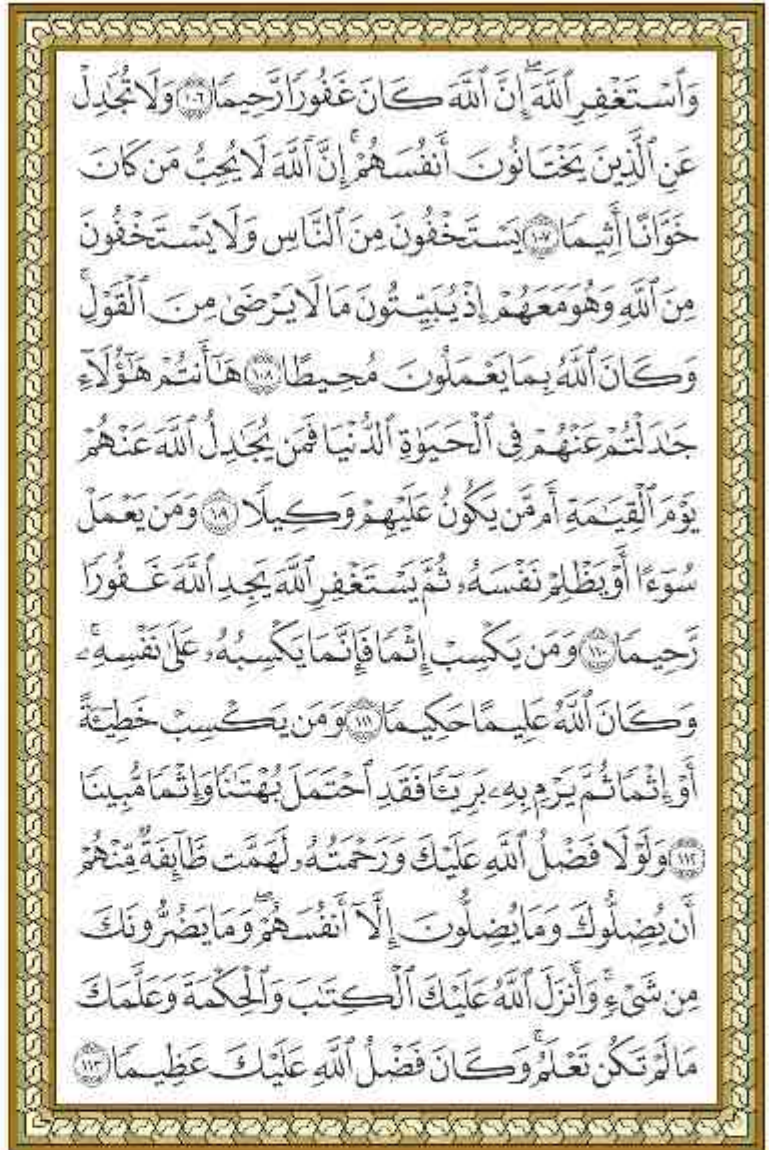 وَٱسْتَغْفِرِ ٱللَّهَ ۖ إِنَّ ٱللَّهَ كَانَ غَفُورًا رَّحِيمًا ۝١٠٦ وَلَا تُجَٰدِلْ
عَنِ ٱلَّذِينَ يَخْتَانُونَ أَنفُسَهُمْ ۚ إِنَّ ٱللَّهَ لَا يُحِبُّ مَن كَانَ
خَوَّانًا أَثِيمًا ۝١٠٧ يَسْتَخْفُونَ مِنَ ٱلنَّاسِ وَلَا يَسْتَخْفُونَ
مِنَ ٱللَّهِ وَهُوَ مَعَهُمْ إِذْ يُبَيِّتُونَ مَا لَا يَرْضَىٰ مِنَ ٱلْقَوْلِ ۚ
وَكَانَ ٱللَّهُ بِمَا يَعْمَلُونَ مُحِيطًا ۝١٠٨ هَٰٓأَنتُمْ هَٰٓؤُلَآءِ
جَٰدَلْتُمْ عَنْهُمْ فِى ٱلْحَيَوٰةِ ٱلدُّنْيَا فَمَن يُجَٰدِلُ ٱللَّهَ عَنْهُمْ
يَوْمَ ٱلْقِيَٰمَةِ أَم مَّن يَكُونُ عَلَيْهِمْ وَكِيلًا ۝١٠٩ وَمَن يَعْمَلْ
سُوٓءًا أَوْ يَظْلِمْ نَفْسَهُۥ ثُمَّ يَسْتَغْفِرِ ٱللَّهَ يَجِدِ ٱللَّهَ غَفُورًا
رَّحِيمًا ۝١١٠ وَمَن يَكْسِبْ إِثْمًا فَإِنَّمَا يَكْسِبُهُۥ عَلَىٰ نَفْسِهِۦ ۚ
وَكَانَ ٱللَّهُ عَلِيمًا حَكِيمًا ۝١١١ وَمَن يَكْسِبْ خَطِيٓـَٔةً
أَوْ إِثْمًا ثُمَّ يَرْمِ بِهِۦ بَرِيٓـًٔا فَقَدِ ٱحْتَمَلَ بُهْتَٰنًا وَإِثْمًا مُّبِينًا
۝١١٢ وَلَوْلَا فَضْلُ ٱللَّهِ عَلَيْكَ وَرَحْمَتُهُۥ لَهَمَّت طَّآئِفَةٌ مِّنْهُمْ
أَن يُضِلُّوكَ وَمَا يُضِلُّونَ إِلَّآ أَنفُسَهُمْ ۖ وَمَا يَضُرُّونَكَ
مِن شَىْءٍ ۚ وَأَنزَلَ ٱللَّهُ عَلَيْكَ ٱلْكِتَٰبَ وَٱلْحِكْمَةَ وَعَلَّمَكَ
مَا لَمْ تَكُن تَعْلَمُ ۚ وَكَانَ فَضْلُ ٱللَّهِ عَلَيْكَ عَظِيمًا ۝١١٣